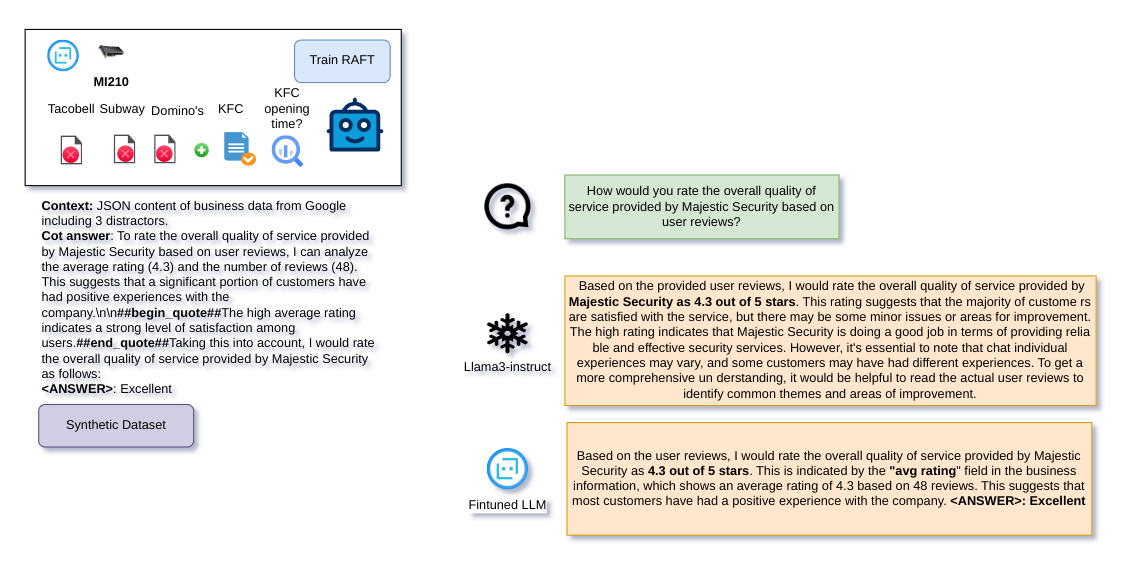 Train RAFT
MI210
Tacobell Subway Domino's KFC
KFC
opening
time?
Context: JSON content of business data from Google
including 3 distractors.
Cot answer: To rate the overall quality of service provided
by Majestic Security based on user reviews, I can analyze
the average rating (4.3) and the number of reviews (48).
This suggests that a significant portion of customers have
had positive experiences with the
company.\n\n##begin_quote##The high average rating
indicates a strong level of satisfaction among
users.##end_quote##Taking this into account, I would rate
the overall quality of service provided by Majestic Security
as follows:
<ANSWER>: Excellent
Synthetic Dataset
How would you rate the overall quality of
service provided by Majestic Security based on
user reviews?
Llama3-instruct
Based on the provided user reviews, I would rate the overall quality of service provided by
Majestic Security as 4.3 out of 5 stars. This rating suggests that the majority of custome rs
are satisfied with the service, but there may be some minor issues or areas for improvement.
The high rating indicates that Majestic Security is doing a good job in terms of providing relia
ble and effective security services. However, it's essential to note that chat individual
experiences may vary, and some customers may have had different experiences. To get a
more comprehensive un derstanding, it would be helpful to read the actual user reviews to
identify common themes and areas of improvement.
Fintuned LLM
Based on the user reviews, I would rate the overall quality of service provided by Majestic
Security as 4.3 out of 5 stars. This is indicated by the "avg rating" field in the business
information, which shows an average rating of 4.3 based on 48 reviews. This suggests that
most customers have had a positive experience with the company. <ANSWER>: Excellent